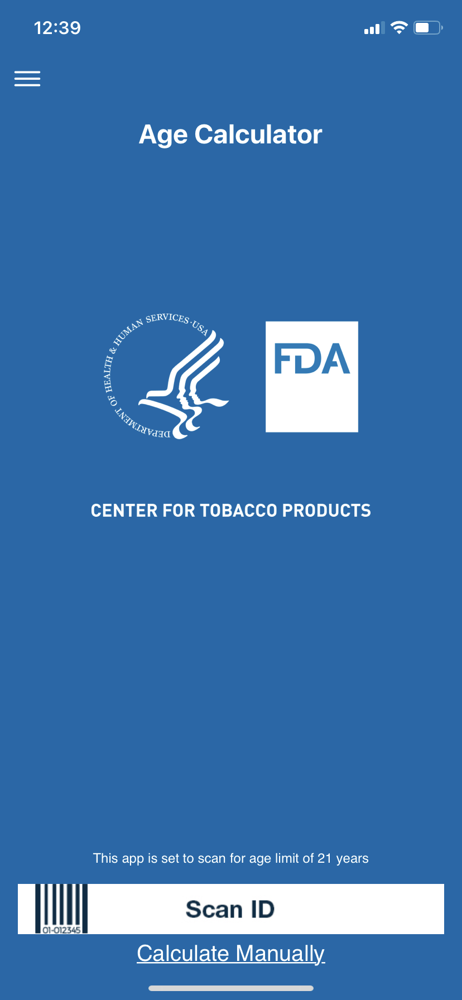 12:39
Age Calculator
DEPARTMENT OF HEALTH & HUMAN SERVICES · USA
FDA
CENTER FOR TOBACCO PRODUCTS
This app is set to scan for age limit of 21 years
01-012345
Scan ID
Calculate Manually